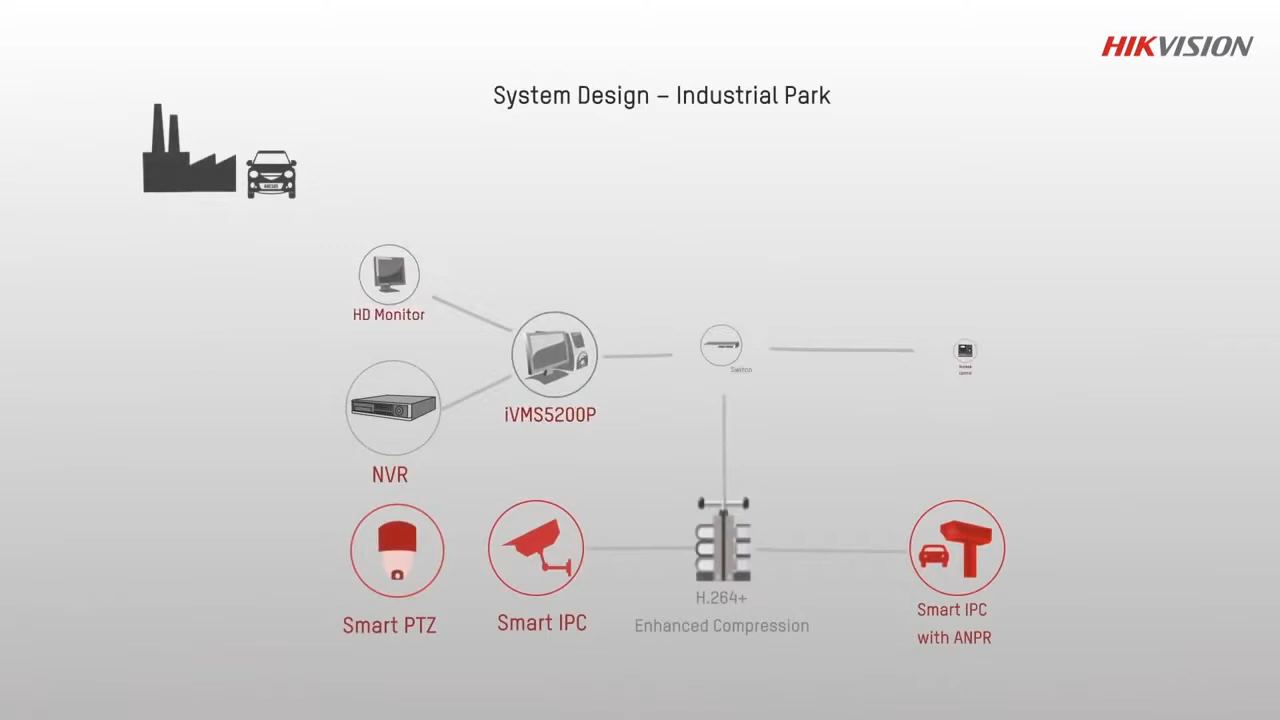 HIKVISION
System Design – Industrial Park
HD Monitor
Switch
iVMS5200P
NVR
H.264+
Enhanced Compression
Smart PTZ
Smart IPC
Smart IPC
with ANPR